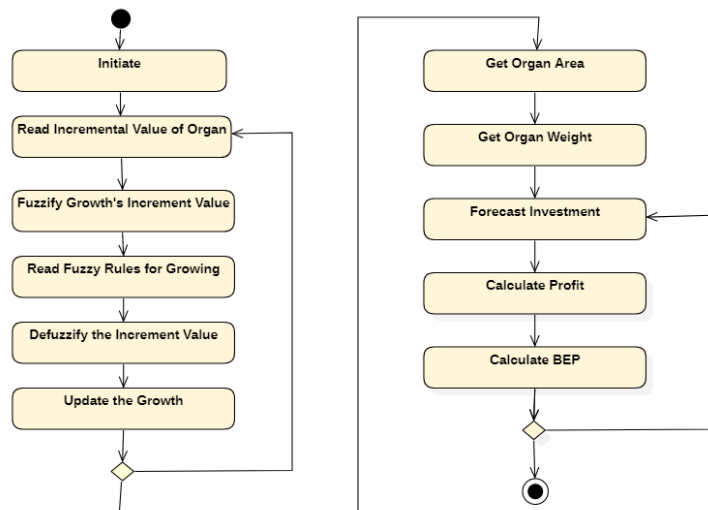 Initiate
Read Incremental Value of Organ
Fuzzify Growth's Increment Value
Read Fuzzy Rules for Growing
Defuzzify the Increment Value
Update the Growth
Get Organ Area
Get Organ Weight
Forecast Investment
Calculate Profit
Calculate BEP